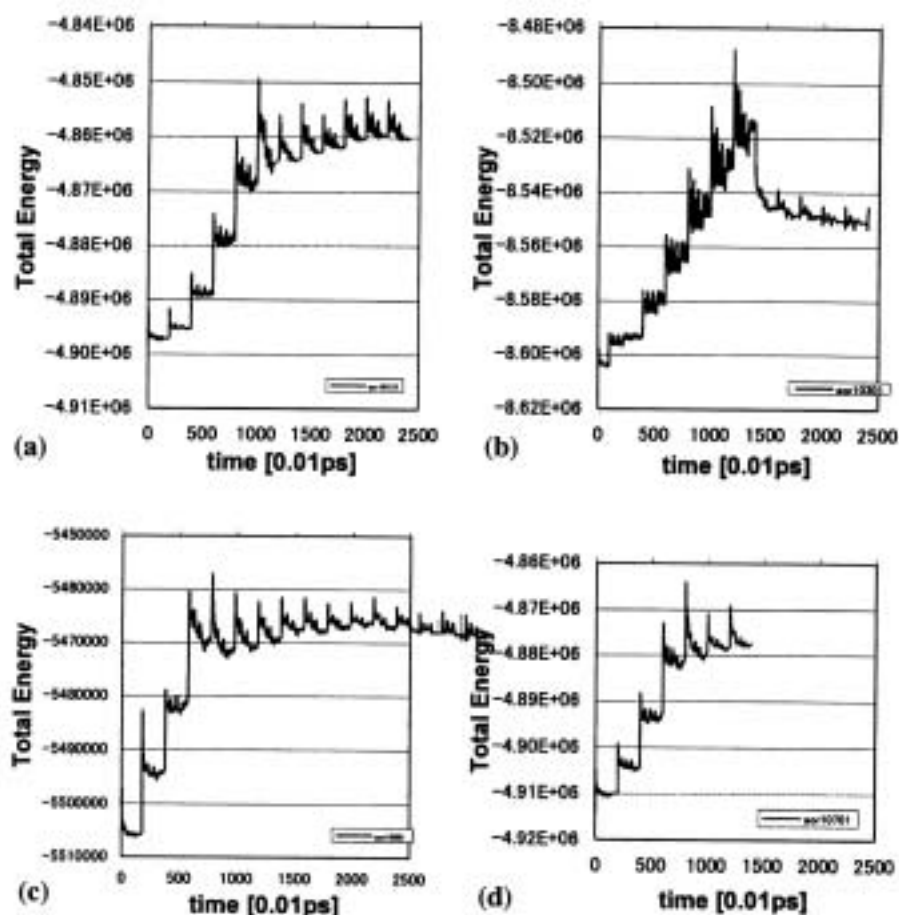 −4.84E+06
−4.85E+06
−4.86E+06
−4.87E+06
−4.88E+06
−4.89E+06
−4.90E+06
−4.91E+06
Total Energy
0 500 1000 1500 2000 2500
time [0.01ps]
(a)
−8.48E+06
−8.50E+06
−8.52E+06
−8.54E+06
−8.56E+06
−8.58E+06
−8.60E+06
−8.62E+06
Total Energy
0 500 1000 1500 2000 2500
time [0.01ps]
(b)
−5450000
−5460000
−5470000
−5480000
−5490000
−5500000
−5510000
Total Energy
0 500 1000 1500 2000 2500
time [0.01ps]
(c)
−4.86E+06
−4.87E+06
−4.88E+06
−4.89E+06
−4.90E+06
−4.91E+06
−4.92E+06
Total Energy
0 500 1000 1500 2000 2500
time [0.01ps]
(d)